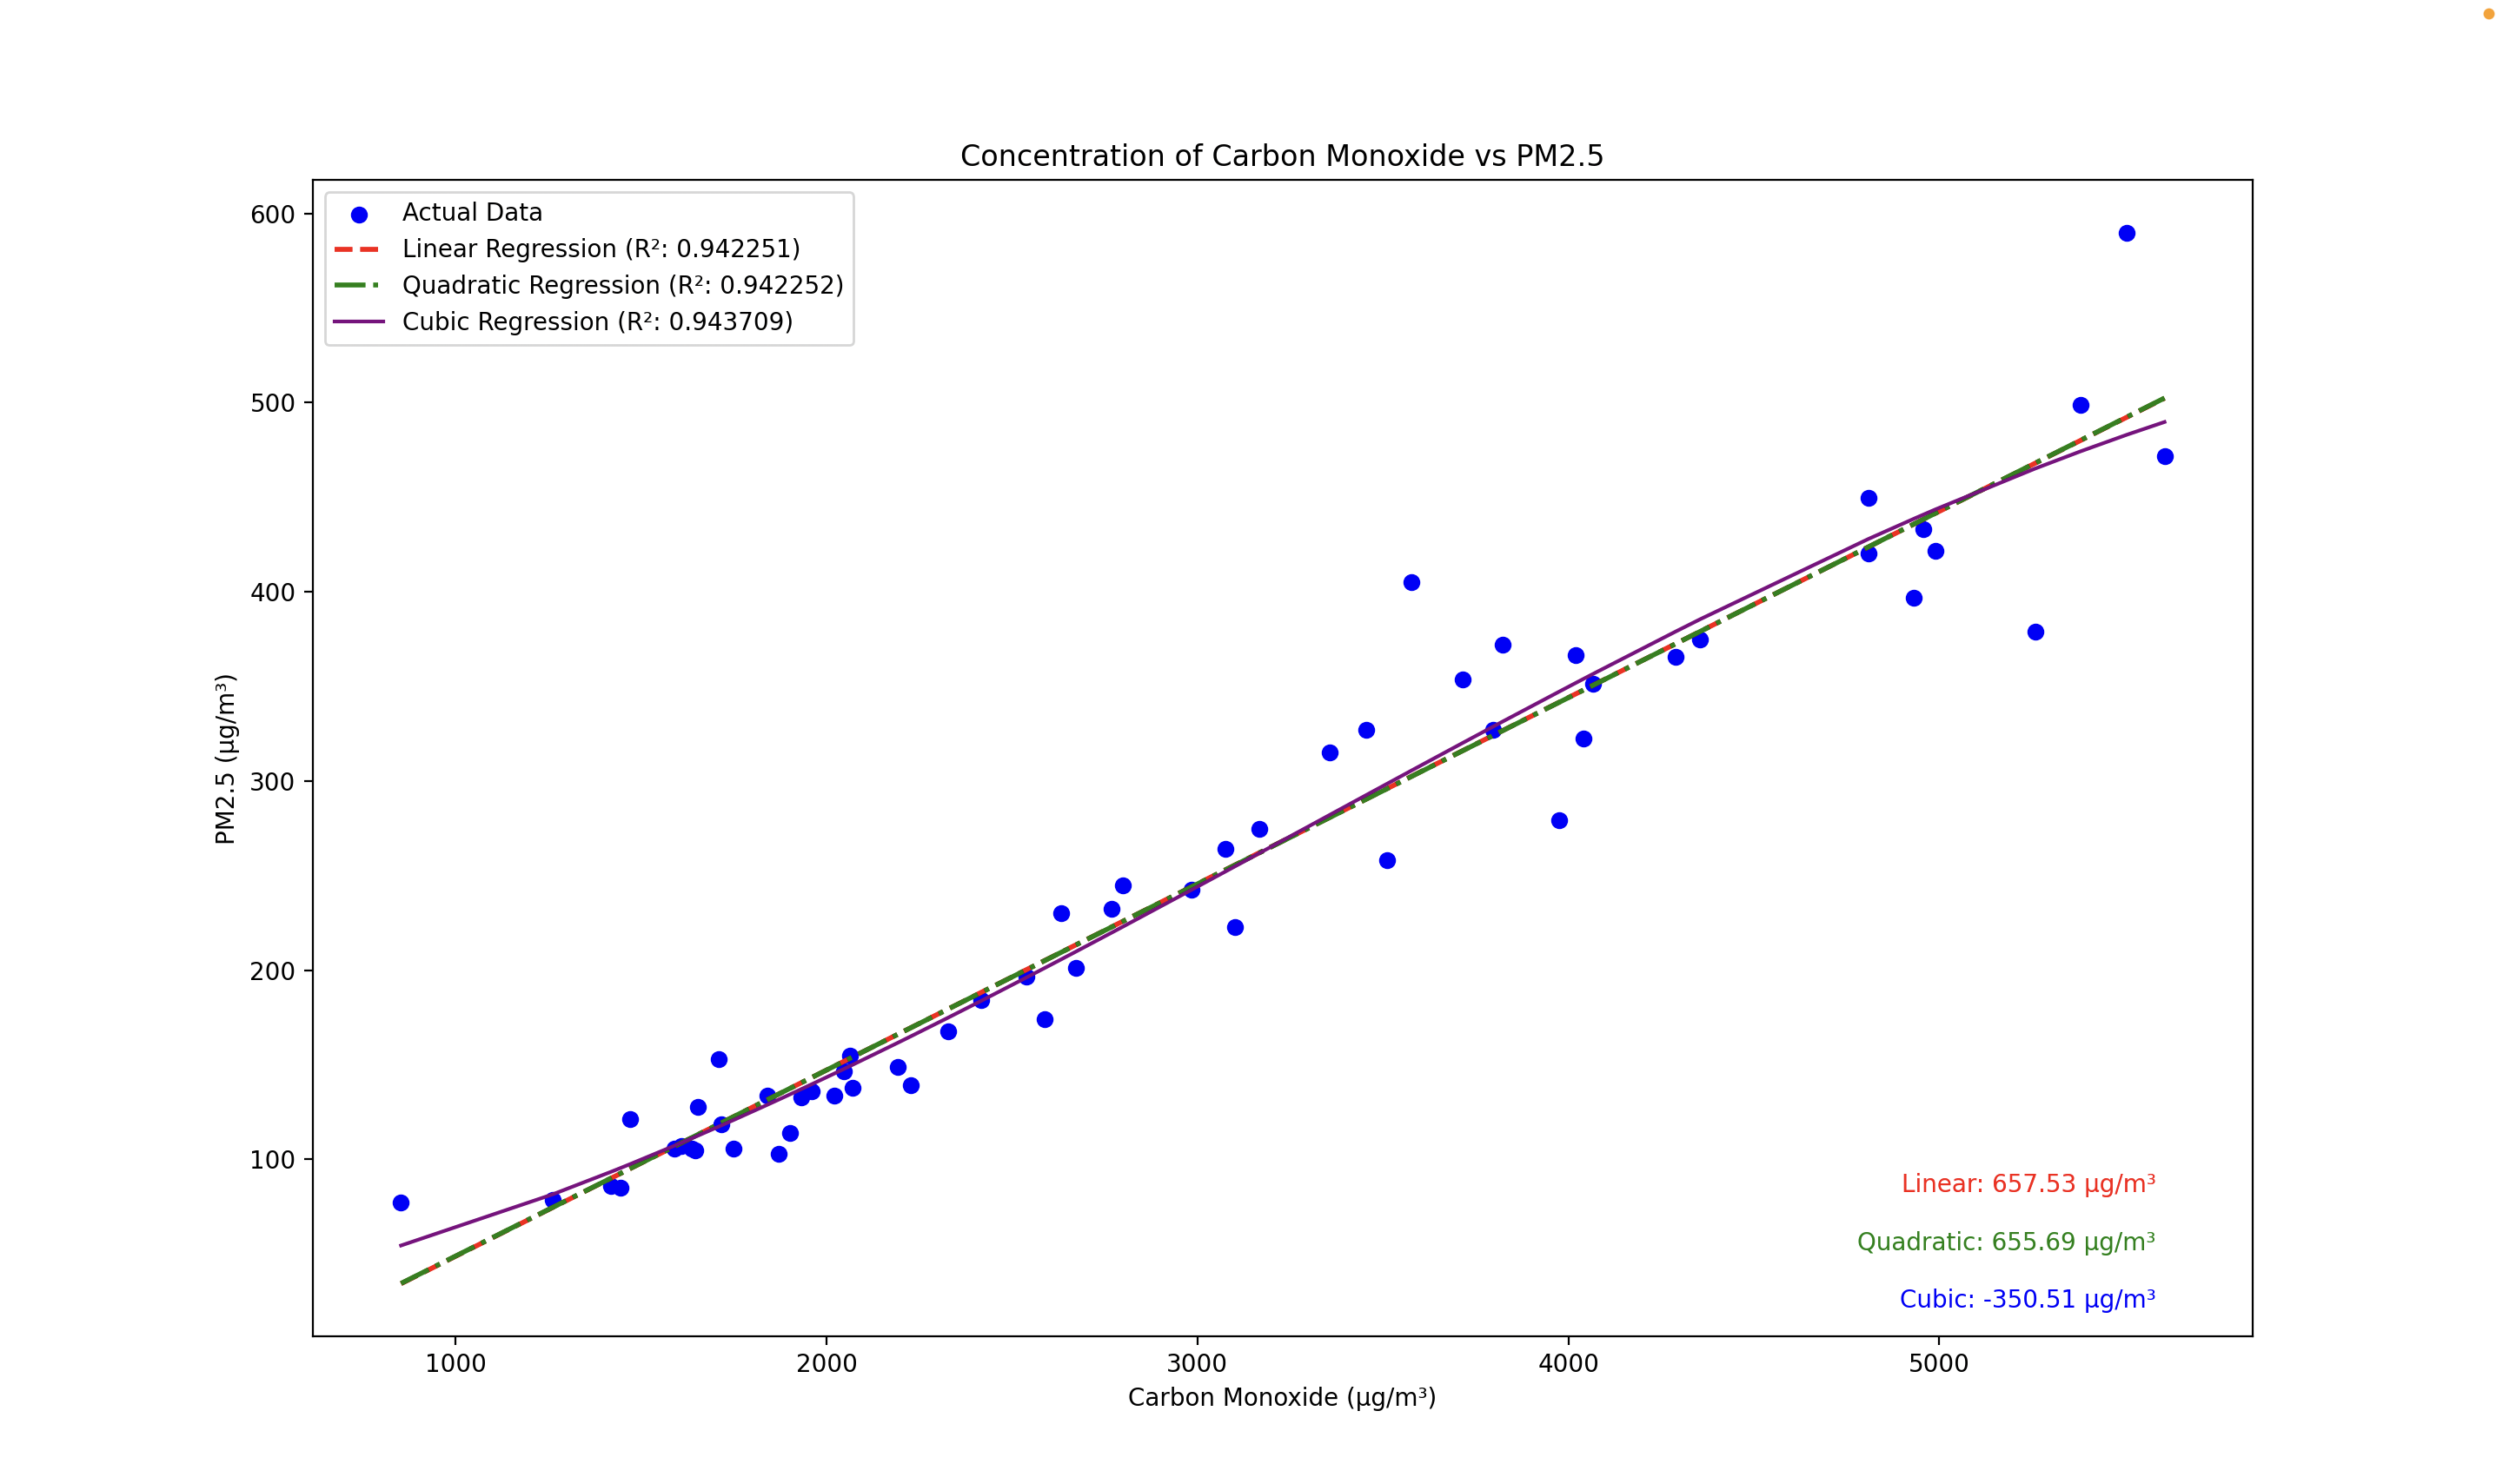 Concentration of Carbon Monoxide vs PM2.5
Actual Data
Linear Regression (R²: 0.942251)
Quadratic Regression (R²: 0.942252)
Cubic Regression (R²: 0.943709)
600
500
400
300
200
100
PM2.5 (µg/m³)
Linear: 657.53 µg/m³
Quadratic: 655.69 µg/m³
Cubic: -350.51 µg/m³
1000 2000 3000 4000 5000
Carbon Monoxide (µg/m³)